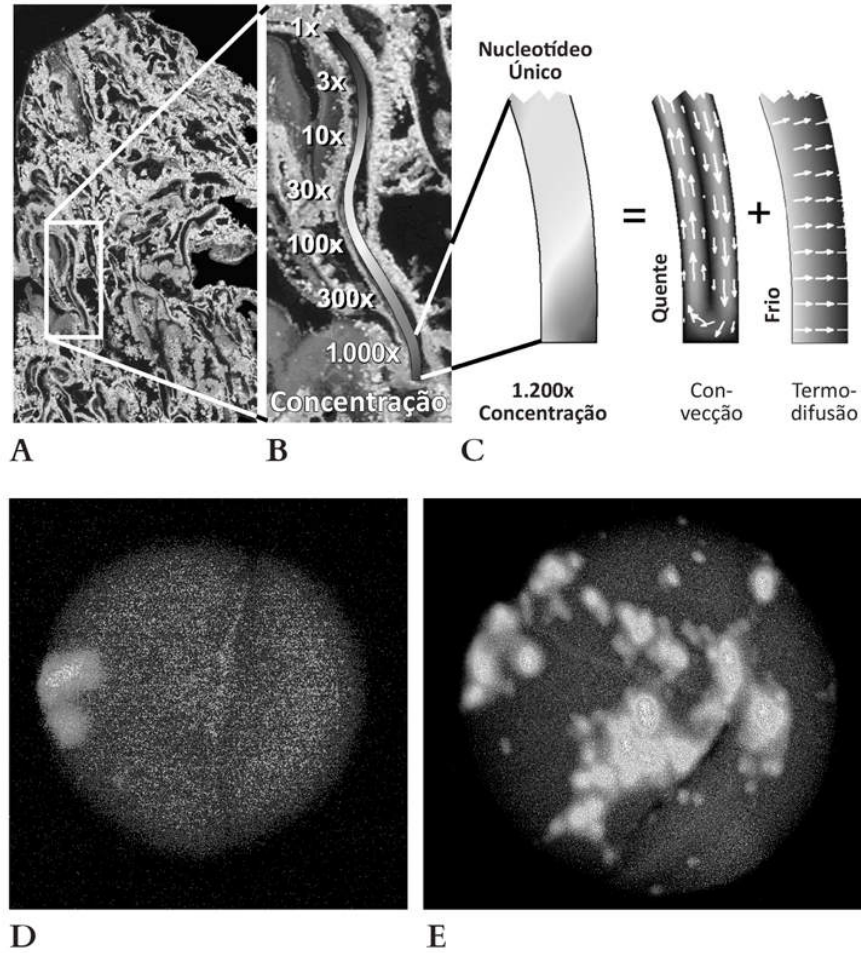 1x
3x
10x
30x
100x
300x
1.000x
Concentração
Nucleotídeo
Único
=
Quente
+
Frio
1.200x
Concentração
Con-
vecção
Termo-
difusão
A
B
C
D
E